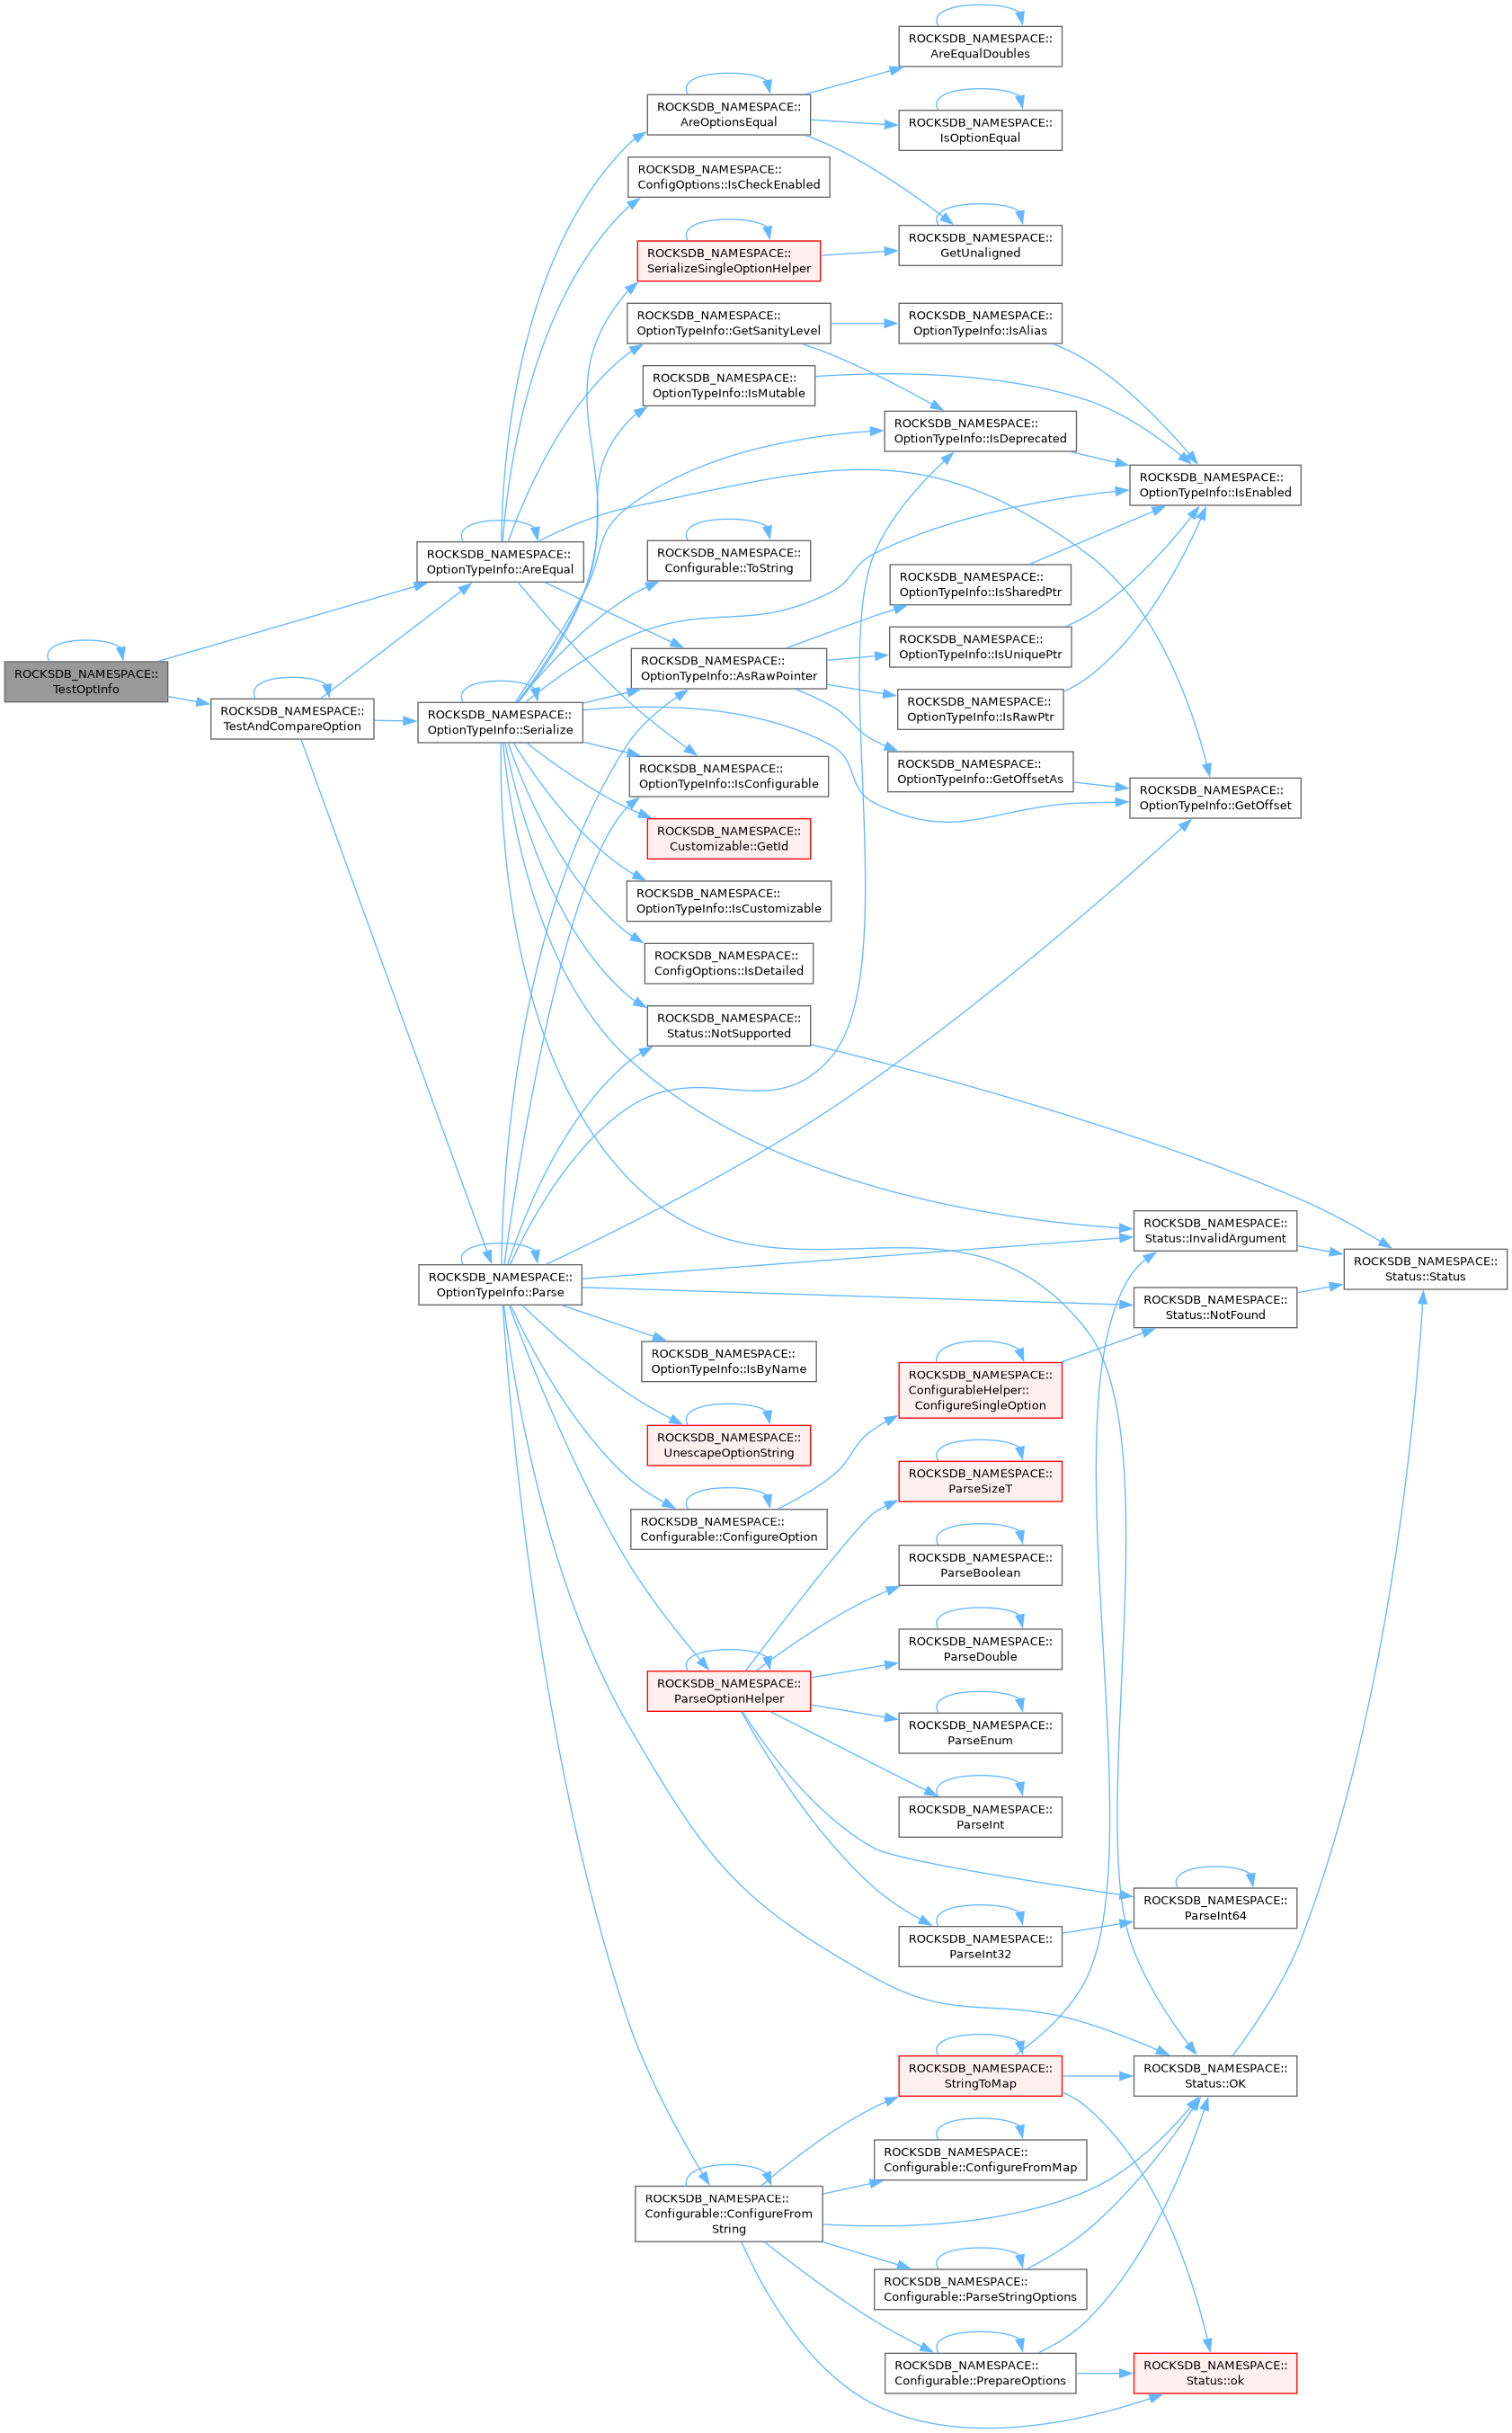 ROCKSDB_NAMESPACE::
TestOptInfo
ROCKSDB_NAMESPACE::
TestAndCompareOption
ROCKSDB_NAMESPACE::
OptionTypeInfo::AreEqual
ROCKSDB_NAMESPACE::
OptionTypeInfo::Serialize
ROCKSDB_NAMESPACE::
OptionTypeInfo::Parse
ROCKSDB_NAMESPACE::
AreOptionsEqual
ROCKSDB_NAMESPACE::
ConfigOptions::IsCheckEnabled
ROCKSDB_NAMESPACE::
SerializeSingleOptionHelper
ROCKSDB_NAMESPACE::
OptionTypeInfo::GetSanityLevel
ROCKSDB_NAMESPACE::
OptionTypeInfo::IsMutable
ROCKSDB_NAMESPACE::
Configurable::ToString
ROCKSDB_NAMESPACE::
OptionTypeInfo::AsRawPointer
ROCKSDB_NAMESPACE::
OptionTypeInfo::IsConfigurable
ROCKSDB_NAMESPACE::
Customizable::GetId
ROCKSDB_NAMESPACE::
OptionTypeInfo::IsCustomizable
ROCKSDB_NAMESPACE::
ConfigOptions::IsDetailed
ROCKSDB_NAMESPACE::
Status::NotSupported
ROCKSDB_NAMESPACE::
OptionTypeInfo::IsByName
ROCKSDB_NAMESPACE::
UnescapeOptionString
ROCKSDB_NAMESPACE::
Configurable::ConfigureOption
ROCKSDB_NAMESPACE::
ParseOptionHelper
ROCKSDB_NAMESPACE::
Configurable::ConfigureFrom
String
ROCKSDB_NAMESPACE::
AreEqualDoubles
ROCKSDB_NAMESPACE::
IsOptionEqual
ROCKSDB_NAMESPACE::
GetUnaligned
ROCKSDB_NAMESPACE::
OptionTypeInfo::IsAlias
ROCKSDB_NAMESPACE::
OptionTypeInfo::IsDeprecated
ROCKSDB_NAMESPACE::
OptionTypeInfo::IsSharedPtr
ROCKSDB_NAMESPACE::
OptionTypeInfo::IsUniquePtr
ROCKSDB_NAMESPACE::
OptionTypeInfo::IsRawPtr
ROCKSDB_NAMESPACE::
OptionTypeInfo::GetOffsetAs
ROCKSDB_NAMESPACE::
ConfigurableHelper::
ConfigureSingleOption
ROCKSDB_NAMESPACE::
ParseSizeT
ROCKSDB_NAMESPACE::
ParseBoolean
ROCKSDB_NAMESPACE::
ParseDouble
ROCKSDB_NAMESPACE::
ParseEnum
ROCKSDB_NAMESPACE::
ParseInt
ROCKSDB_NAMESPACE::
ParseInt32
ROCKSDB_NAMESPACE::
StringToMap
ROCKSDB_NAMESPACE::
Configurable::ConfigureFromMap
ROCKSDB_NAMESPACE::
Configurable::ParseStringOptions
ROCKSDB_NAMESPACE::
Configurable::PrepareOptions
ROCKSDB_NAMESPACE::
OptionTypeInfo::IsEnabled
ROCKSDB_NAMESPACE::
OptionTypeInfo::GetOffset
ROCKSDB_NAMESPACE::
Status::InvalidArgument
ROCKSDB_NAMESPACE::
Status::NotFound
ROCKSDB_NAMESPACE::
ParseInt64
ROCKSDB_NAMESPACE::
Status::OK
ROCKSDB_NAMESPACE::
Status::ok
ROCKSDB_NAMESPACE::
Status::Status